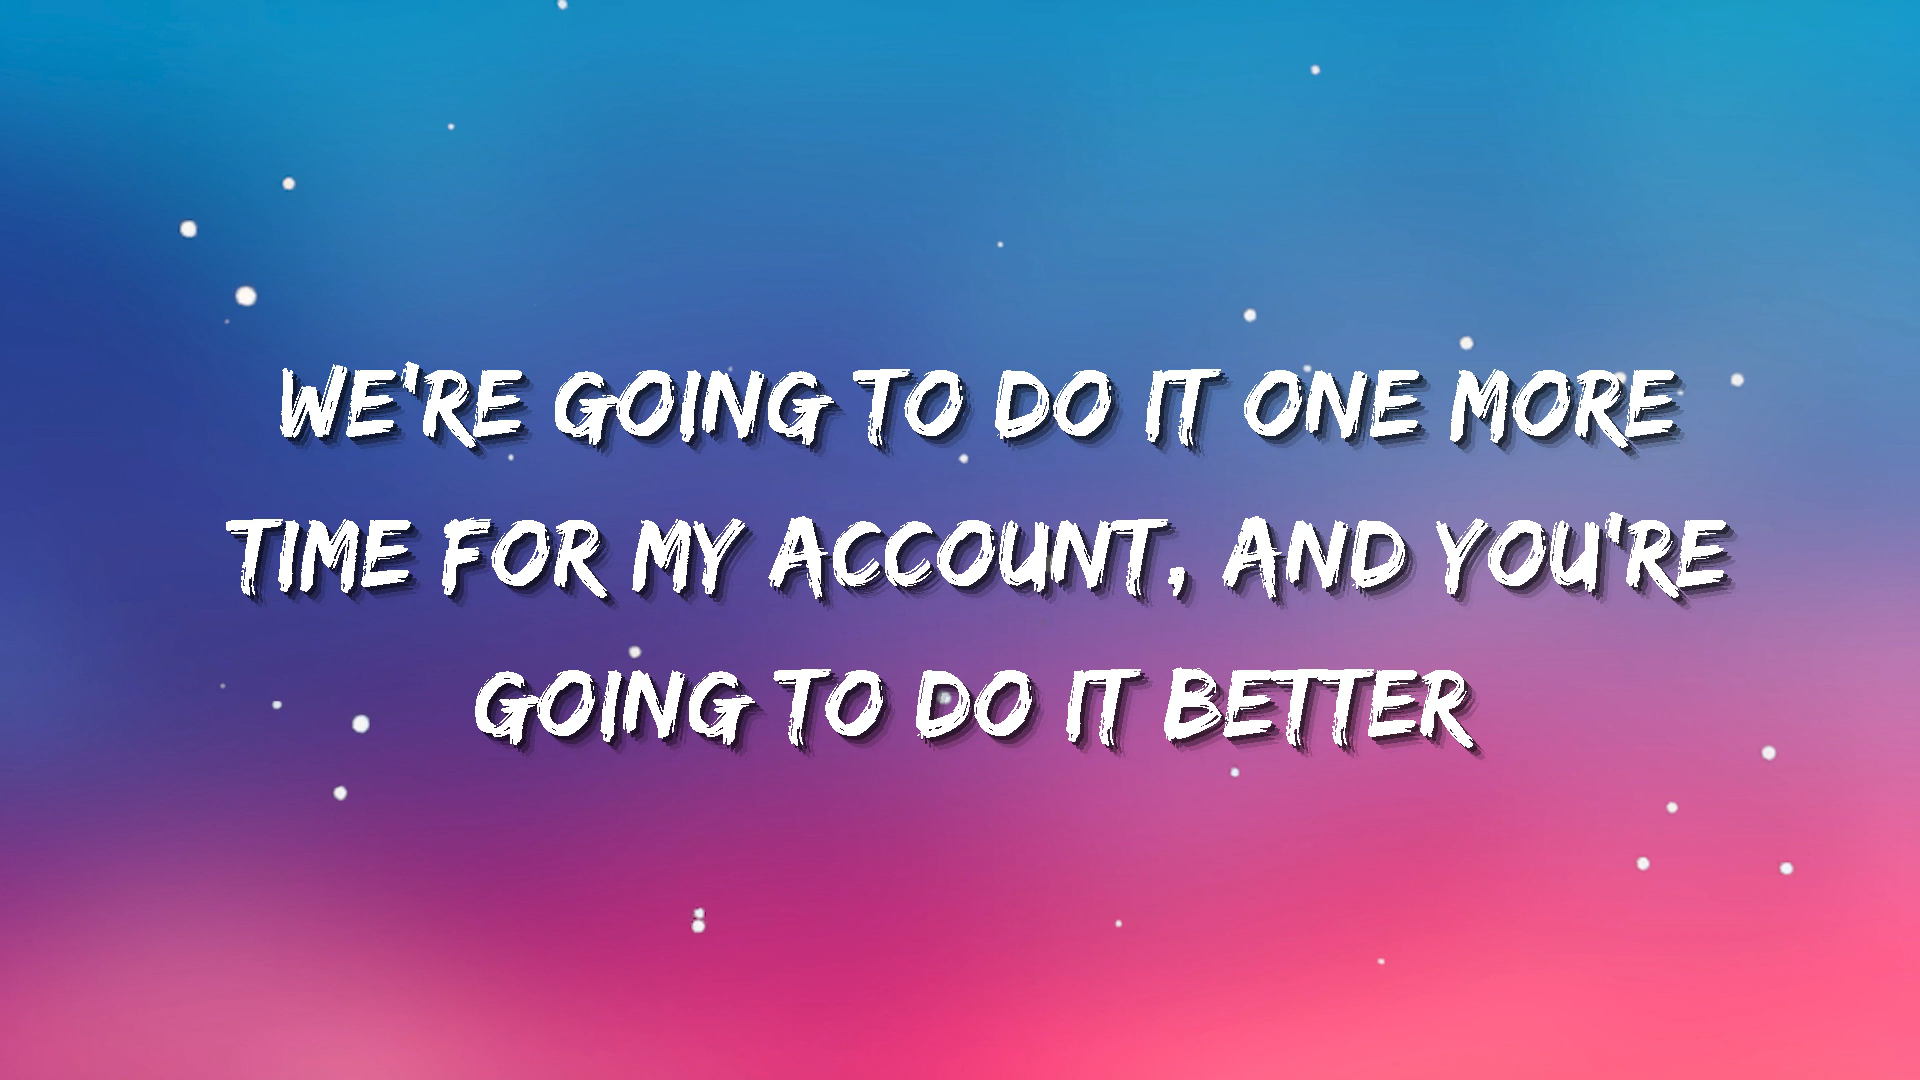 WE'RE GOING TO DO IT ONE MORE
TIME FOR MY ACCOUNT, AND YOU'RE
GOING TO DO IT BETTER